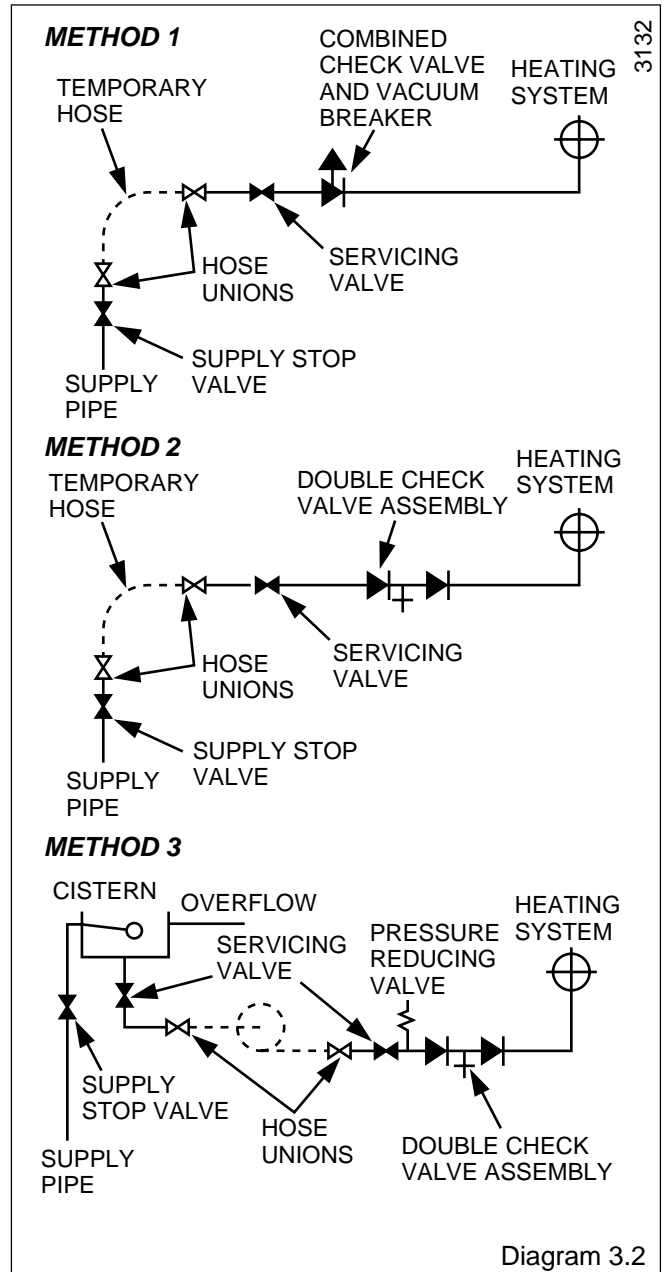 METHOD 1
COMBINED
CHECK VALVE
AND VACUUM
BREAKER
HEATING
SYSTEM
3132
TEMPORARY
HOSE
HOSE
UNIONS
SERVICING
VALVE
SUPPLY STOP
VALVE
SUPPLY
PIPE
METHOD 2
TEMPORARY
HOSE
DOUBLE CHECK
VALVE ASSEMBLY
HEATING
SYSTEM
HOSE
UNIONS
SERVICING
VALVE
SUPPLY STOP
VALVE
SUPPLY
PIPE
METHOD 3
CISTERN
OVERFLOW
SERVICING
VALVE
PRESSURE
REDUCING
VALVE
HEATING
SYSTEM
SUPPLY
STOP VALVE
HOSE
UNIONS
DOUBLE CHECK
VALVE ASSEMBLY
SUPPLY
PIPE
Diagram 3.2